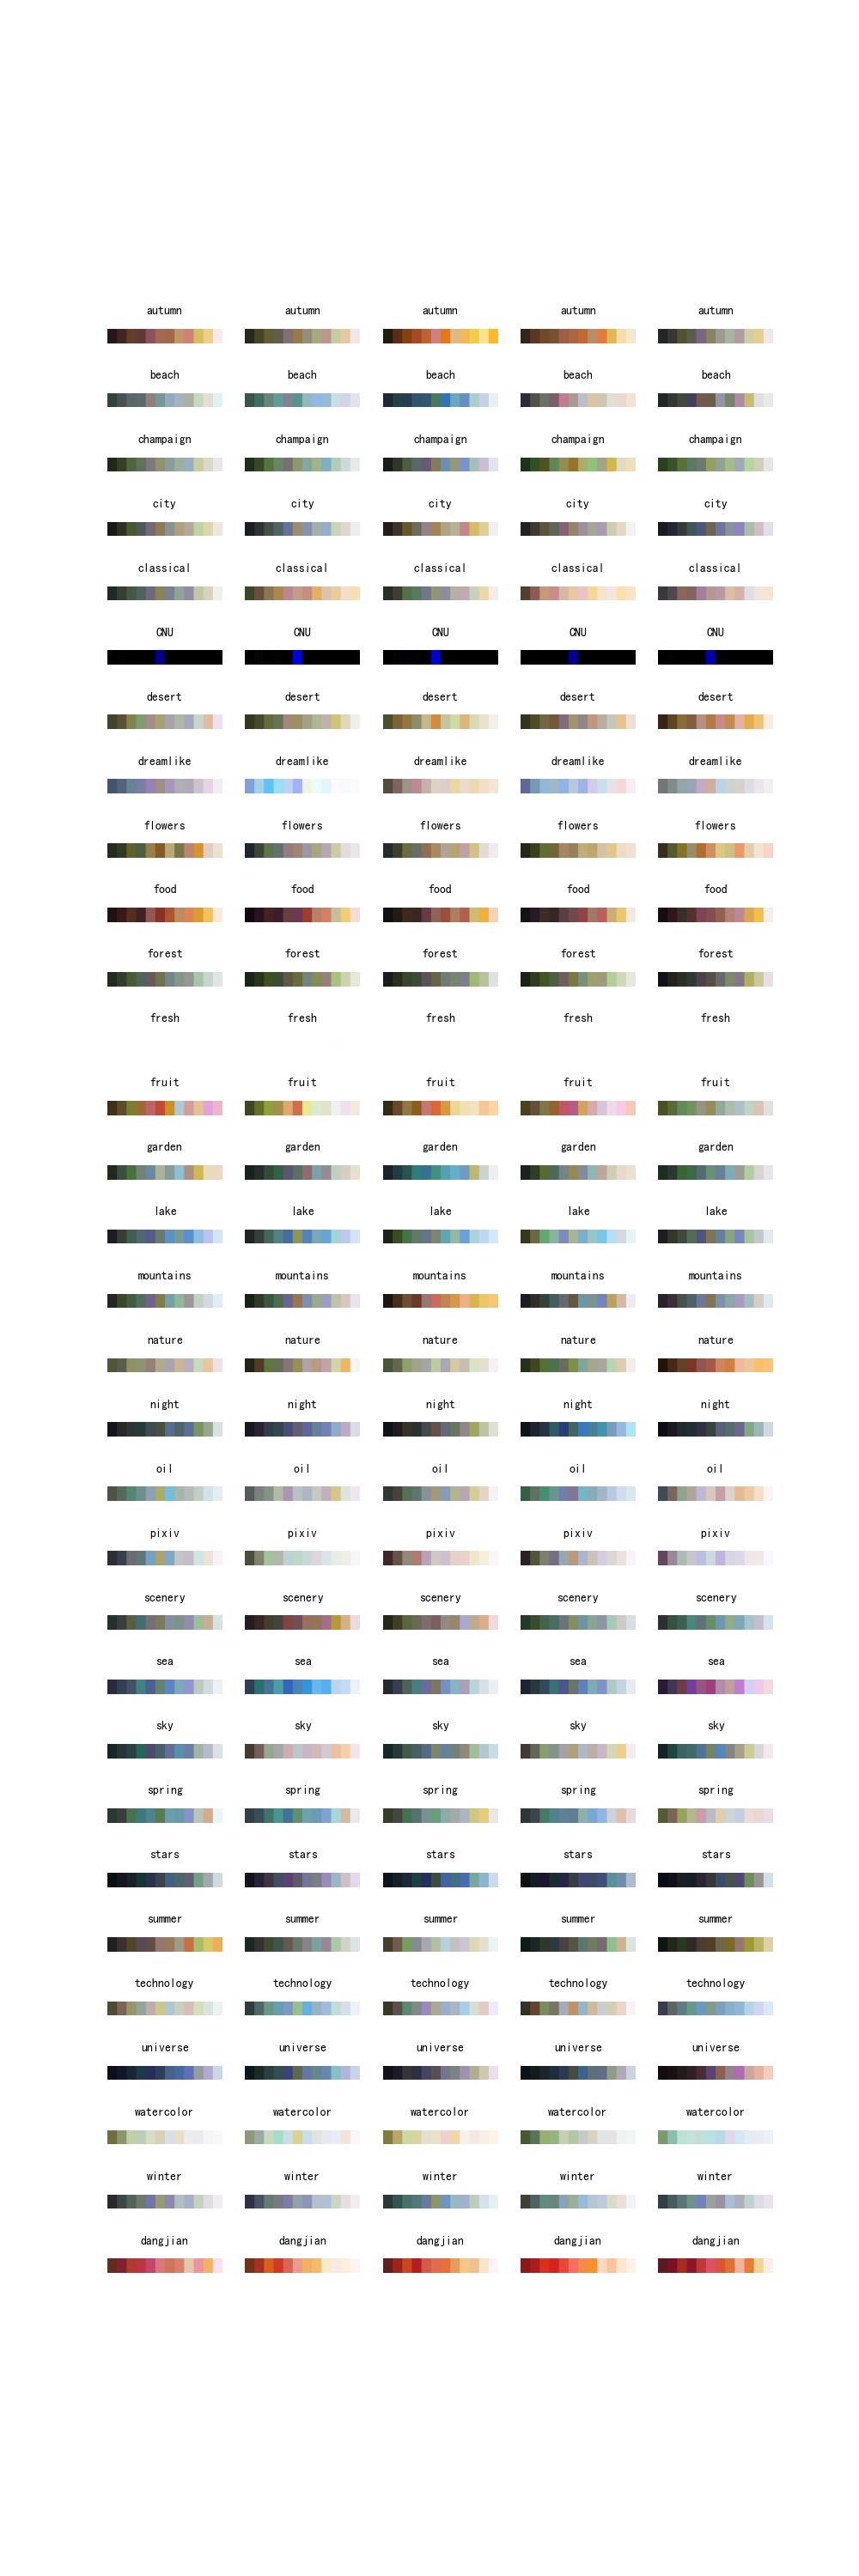 autumn autumn autumn autumn autumn
beach beach beach beach beach
champaign champaign champaign champaign champaign
city city city city city
classical classical classical classical classical
CNU CNU CNU CNU CNU
desert desert desert desert desert
dreamlike dreamlike dreamlike dreamlike dreamlike
flowers flowers flowers flowers flowers
food food food food food
forest forest forest forest forest
fresh fresh fresh fresh fresh
fruit fruit fruit fruit fruit
garden garden garden garden garden
lake lake lake lake lake
mountains mountains mountains mountains mountains
nature nature nature nature nature
night night night night night
oil oil oil oil oil
pixiv pixiv pixiv pixiv pixiv
scenery scenery scenery scenery scenery
sea sea sea sea sea
sky sky sky sky sky
spring spring spring spring spring
stars stars stars stars stars
summer summer summer summer summer
technology technology technology technology technology
universe universe universe universe universe
watercolor watercolor watercolor watercolor watercolor
winter winter winter winter winter
dangjian dangjian dangjian dangjian dangjian